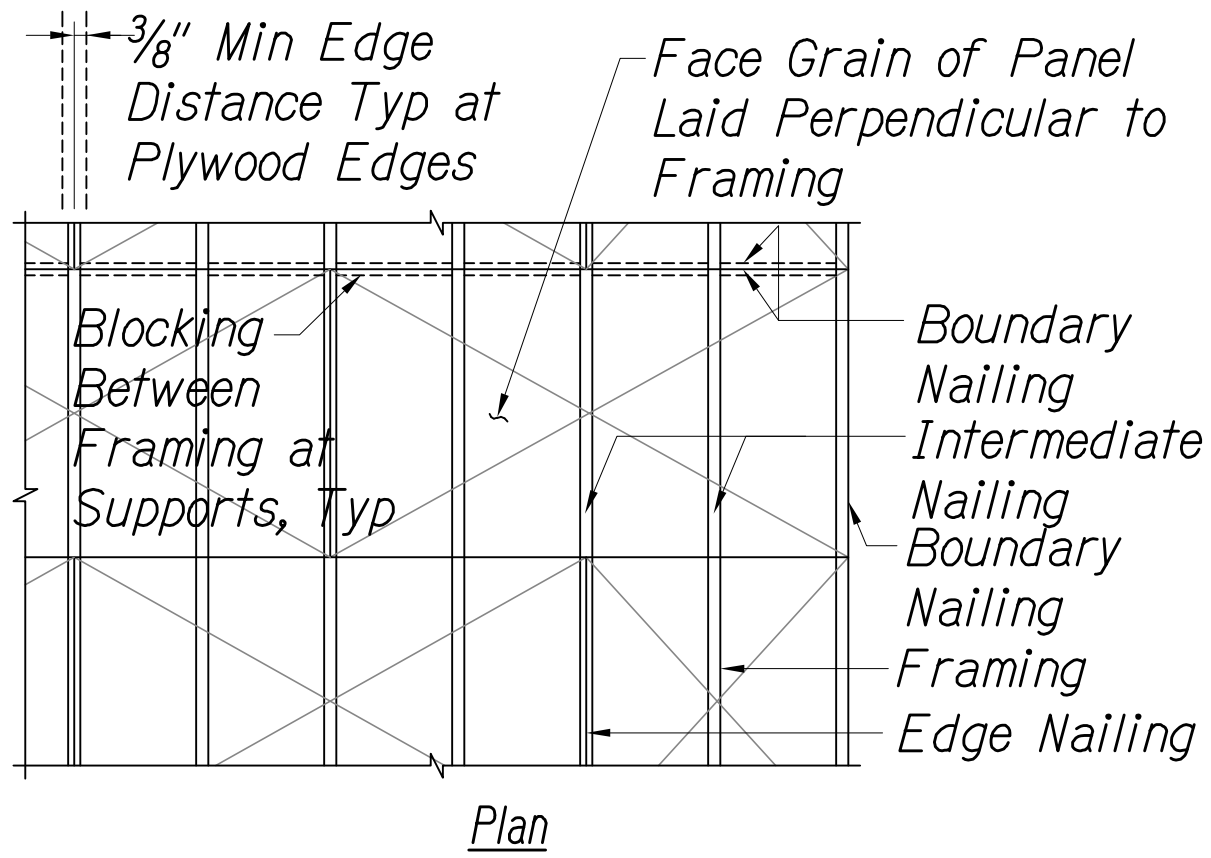 ⅜" Min Edge
Distance Typ at
Plywood Edges
Face Grain of Panel
Laid Perpendicular to
Framing
Blocking
Between
Framing at
Supports, Typ
Boundary
Nailing
Intermediate
Nailing
Boundary
Nailing
Framing
Edge Nailing
Plan